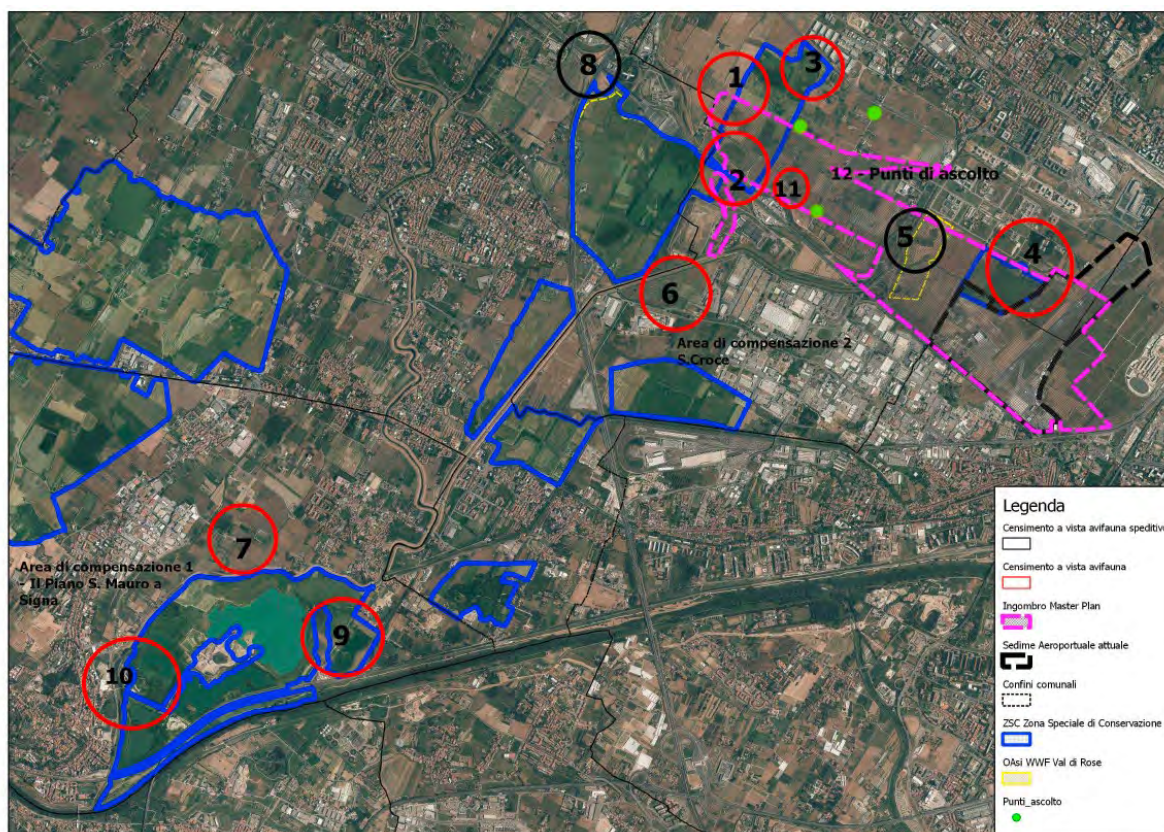 8
1
3
2
11
12 - Punti di ascolto
5
4
6
Area di compensazione 2
S.Croce
7
Area di compensazione 1
- Il Piano S. Mauro a
Signa
9
10
Legenda
Censimento a vista avifauna speditivo
Censimento a vista avifauna
Ingombro Master Plan
Sedime Aeroportuale attuale
Confini comunali
ZSC Zona Speciale di Conservazione
OAsi WWF Val di Rose
Punti_ascolto